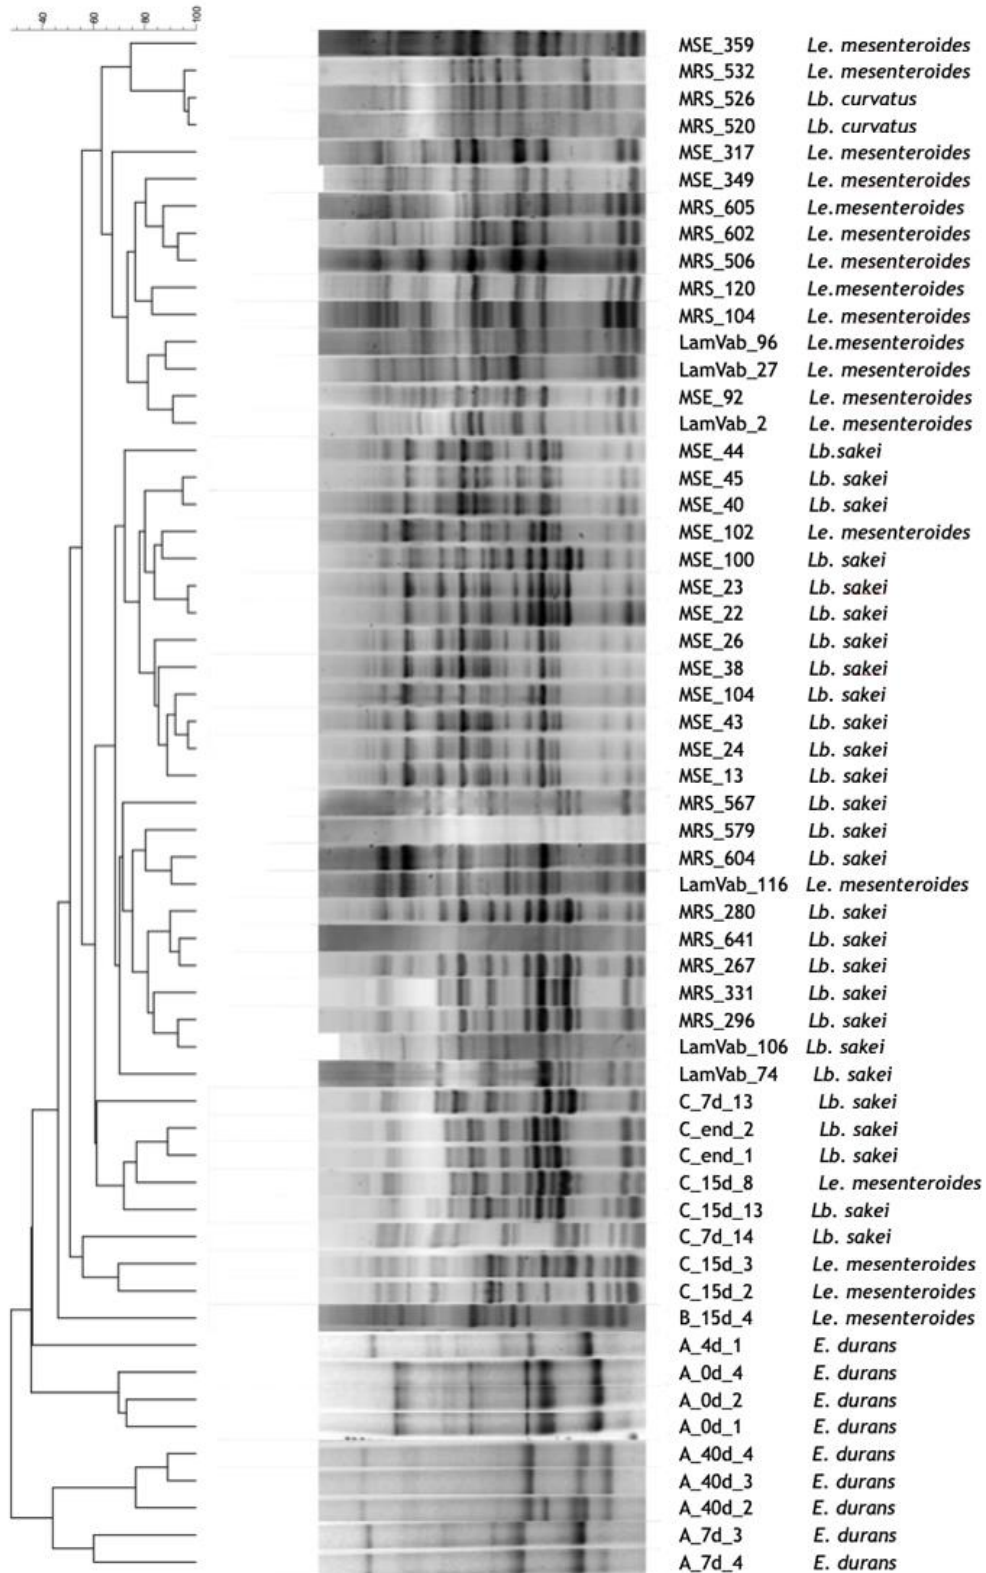 40 60 80 100
MSE_359 Le. mesenteroides
MRS_532 Le. mesenteroides
MRS_526 Lb. curvatus
MRS_520 Lb. curvatus
MSE_317 Le. mesenteroides
MSE_349 Le. mesenteroides
MRS_605 Le.mesenteroides
MRS_602 Le. mesenteroides
MRS_506 Le. mesenteroides
MRS_120 Le.mesenteroides
MRS_104 Le. mesenteroides
LamVab_96 Le.mesenteroides
LamVab_27 Le. mesenteroides
MSE_92 Le. mesenteroides
LamVab_2 Le. mesenteroides
MSE_44 Lb.sakei
MSE_45 Lb. sakei
MSE_40 Lb. sakei
MSE_102 Le. mesenteroides
MSE_100 Lb. sakei
MSE_23 Lb. sakei
MSE_22 Lb. sakei
MSE_26 Lb. sakei
MSE_38 Lb. sakei
MSE_104 Lb. sakei
MSE_43 Lb. sakei
MSE_24 Lb. sakei
MSE_13 Lb. sakei
MRS_567 Lb. sakei
MRS_579 Lb. sakei
MRS_604 Lb. sakei
LamVab_116 Le. mesenteroides
MRS_280 Lb. sakei
MRS_641 Lb. sakei
MRS_267 Lb. sakei
MRS_331 Lb. sakei
MRS_296 Lb. sakei
LamVab_106 Lb. sakei
LamVab_74 Lb. sakei
C_7d_13 Lb. sakei
C_end_2 Lb. sakei
C_end_1 Lb. sakei
C_15d_8 Le. mesenteroides
C_15d_13 Lb. sakei
C_7d_14 Lb. sakei
C_15d_3 Le. mesenteroides
C_15d_2 Le. mesenteroides
B_15d_4 Le. mesenteroides
A_4d_1 E. durans
A_0d_4 E. durans
A_0d_2 E. durans
A_0d_1 E. durans
A_40d_4 E. durans
A_40d_3 E. durans
A_40d_2 E. durans
A_7d_3 E. durans
A_7d_4 E. durans